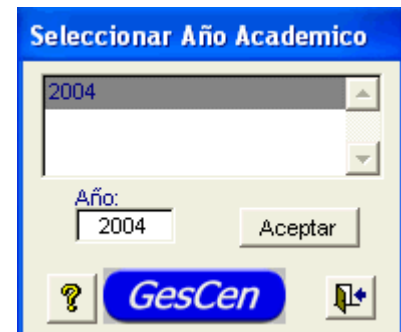 Seleccionar Año Academico
2004
Año:
2004
Aceptar
?
GesCen